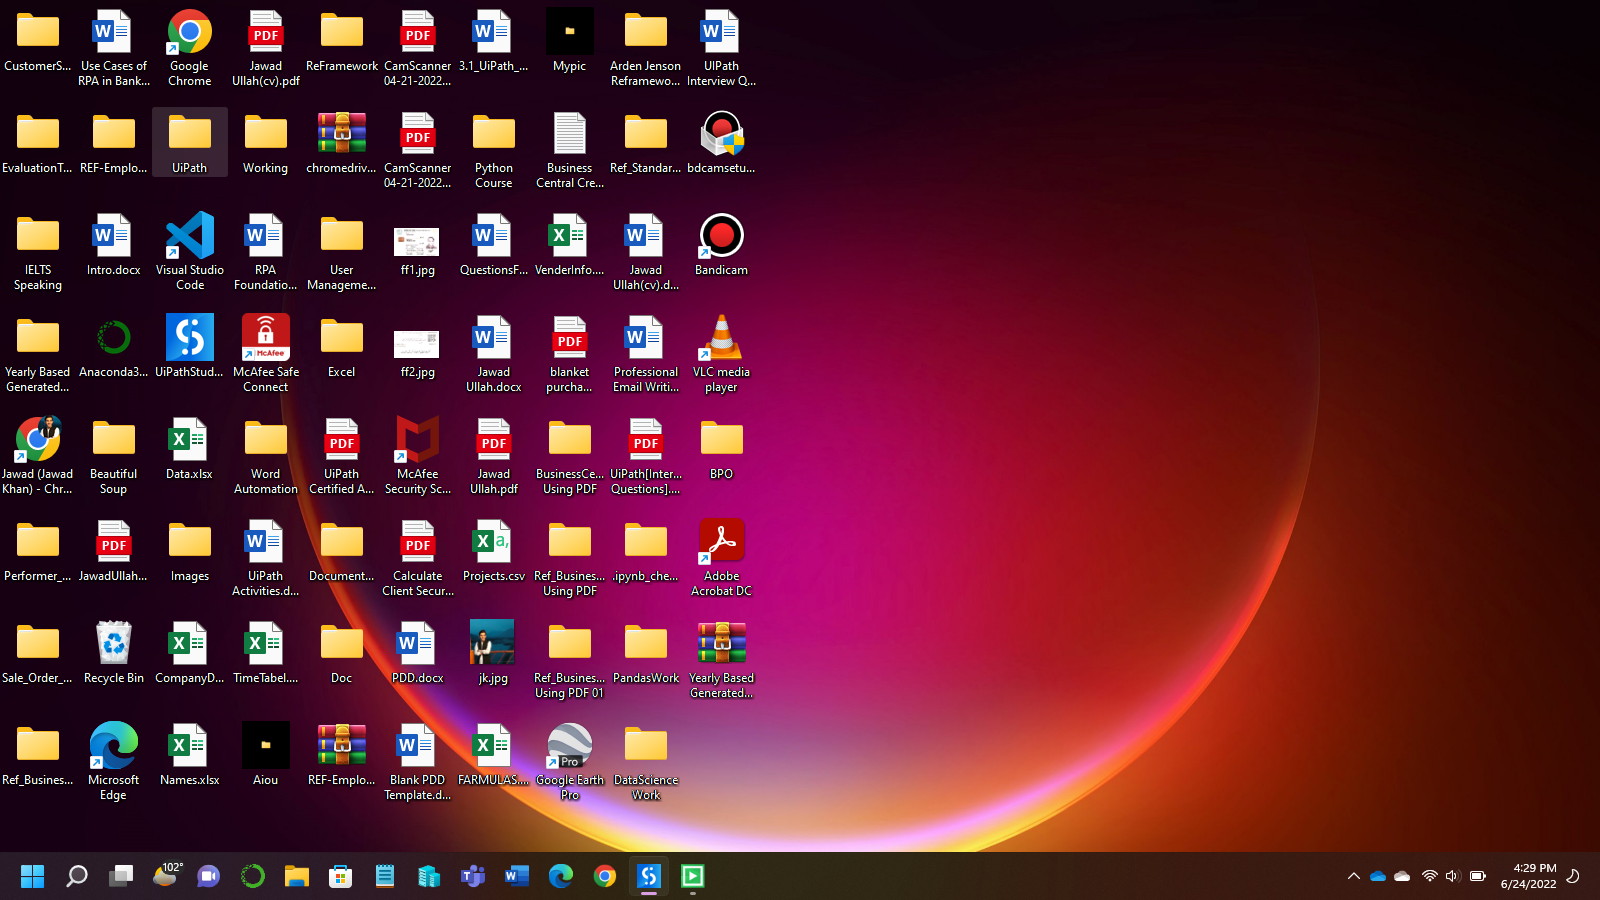 CustomerS...
Use Cases of
RPA in Bank...
Google
Chrome
Jawad
Ullah(cv).pdf
ReFramework
CamScanner
04-21-2022...
3.1_UiPath_...
Mypic
Arden Jenson
Reframewo...
UIPath
Interview Q...
EvaluationT...
REF-Emplo...
UiPath
Working
chromedriv...
CamScanner
04-21-2022...
Python
Course
Business
Central Cre...
Ref_Standar...
bdcamsetu...
IELTS
Speaking
Intro.docx
Visual Studio
Code
RPA
Foundatio...
User
Manageme...
ff1.jpg
QuestionsF...
VenderInfo....
Jawad
Ullah(cv).d...
Bandicam
Yearly Based
Generated...
Anaconda3...
UiPathStud...
McAfee
McAfee Safe
Connect
Excel
ff2.jpg
Jawad
Ullah.docx
blanket
purcha...
Professional
Email Writi...
VLC media
player
Jawad (Jawad
Khan) - Chr...
Beautiful
Soup
Data.xlsx
Word
Automation
UiPath
Certified A...
McAfee
Security Sc...
Jawad
Ullah.pdf
BusinessCe...
Using PDF
UiPath[Inter...
Questions]....
BPO
Performer_...
JawadUllah...
Images
UiPath
Activities.d...
Document...
Calculate
Client Secur...
Projects.csv
Ref_Busines...
Using PDF
.ipynb_che...
Adobe
Acrobat DC
Sale_Order_...
Recycle Bin
CompanyD...
TimeTabel....
Doc
PDD.docx
jk.jpg
Ref_Busines...
Using PDF 01
PandasWork
Yearly Based
Generated...
Ref_Busines...
Microsoft
Edge
Names.xlsx
Aiou
REF-Emplo...
Blank PDD
Template.d...
FARMULAS....
Pro
Google Earth
Pro
DataScience
Work
102°
4:29 PM
6/24/2022